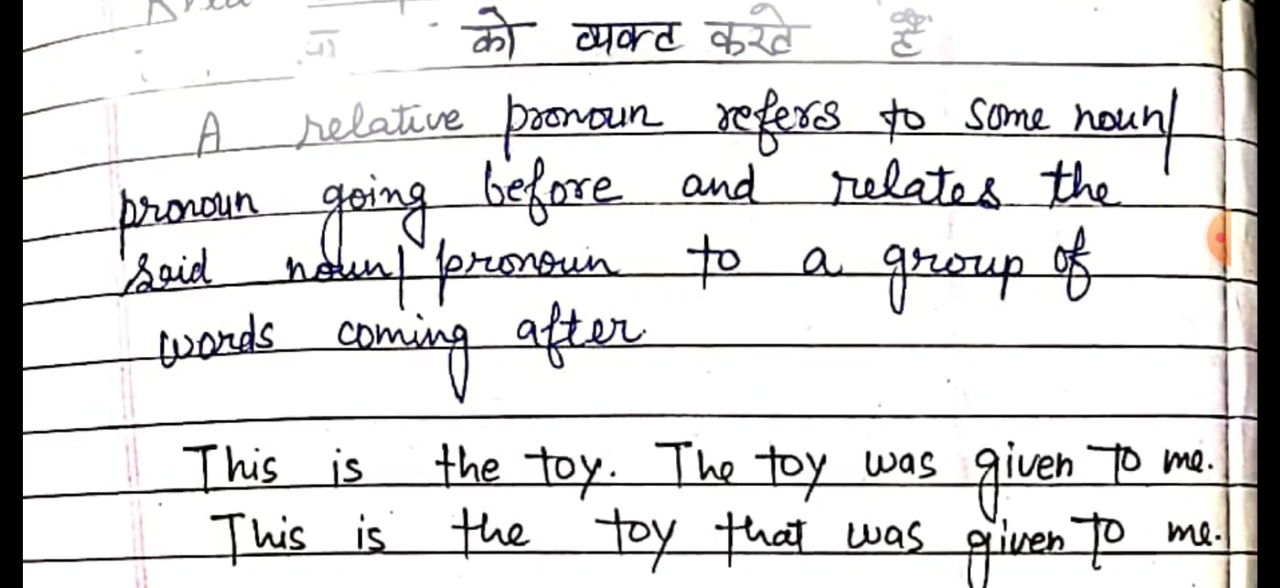 को व्यक्त करते हैं
A relative pronoun refers to some noun/
pronoun going before and relates the
said noun/pronoun to a group of
words coming after.
This is the toy. The toy was given to me.
This is the toy that was given to me.